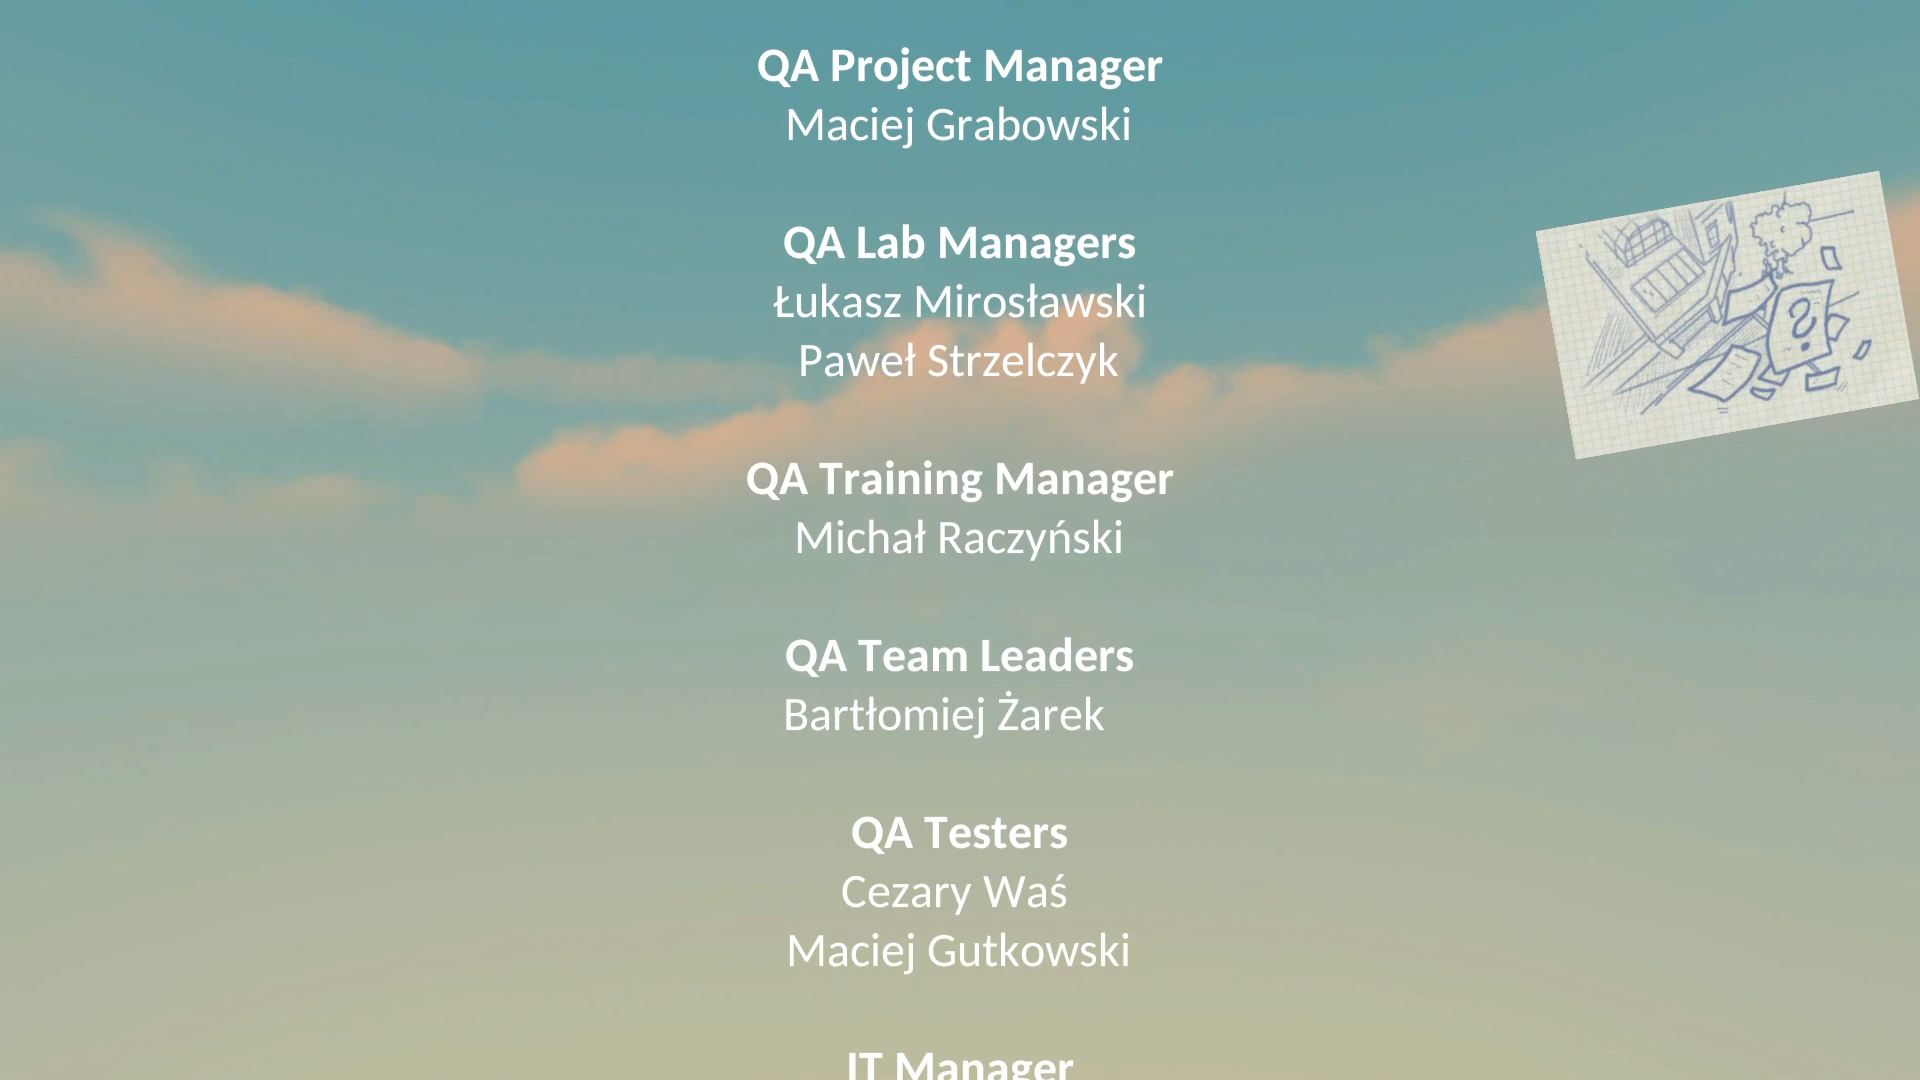 QA Project Manager
Maciej Grabowski
QA Lab Managers
Łukasz Mirosławski
Paweł Strzelczyk
QA Training Manager
Michał Raczyński
QA Team Leaders
Bartłomiej Żarek
QA Testers
Cezary Waś
Maciej Gutkowski
IT Manager
?